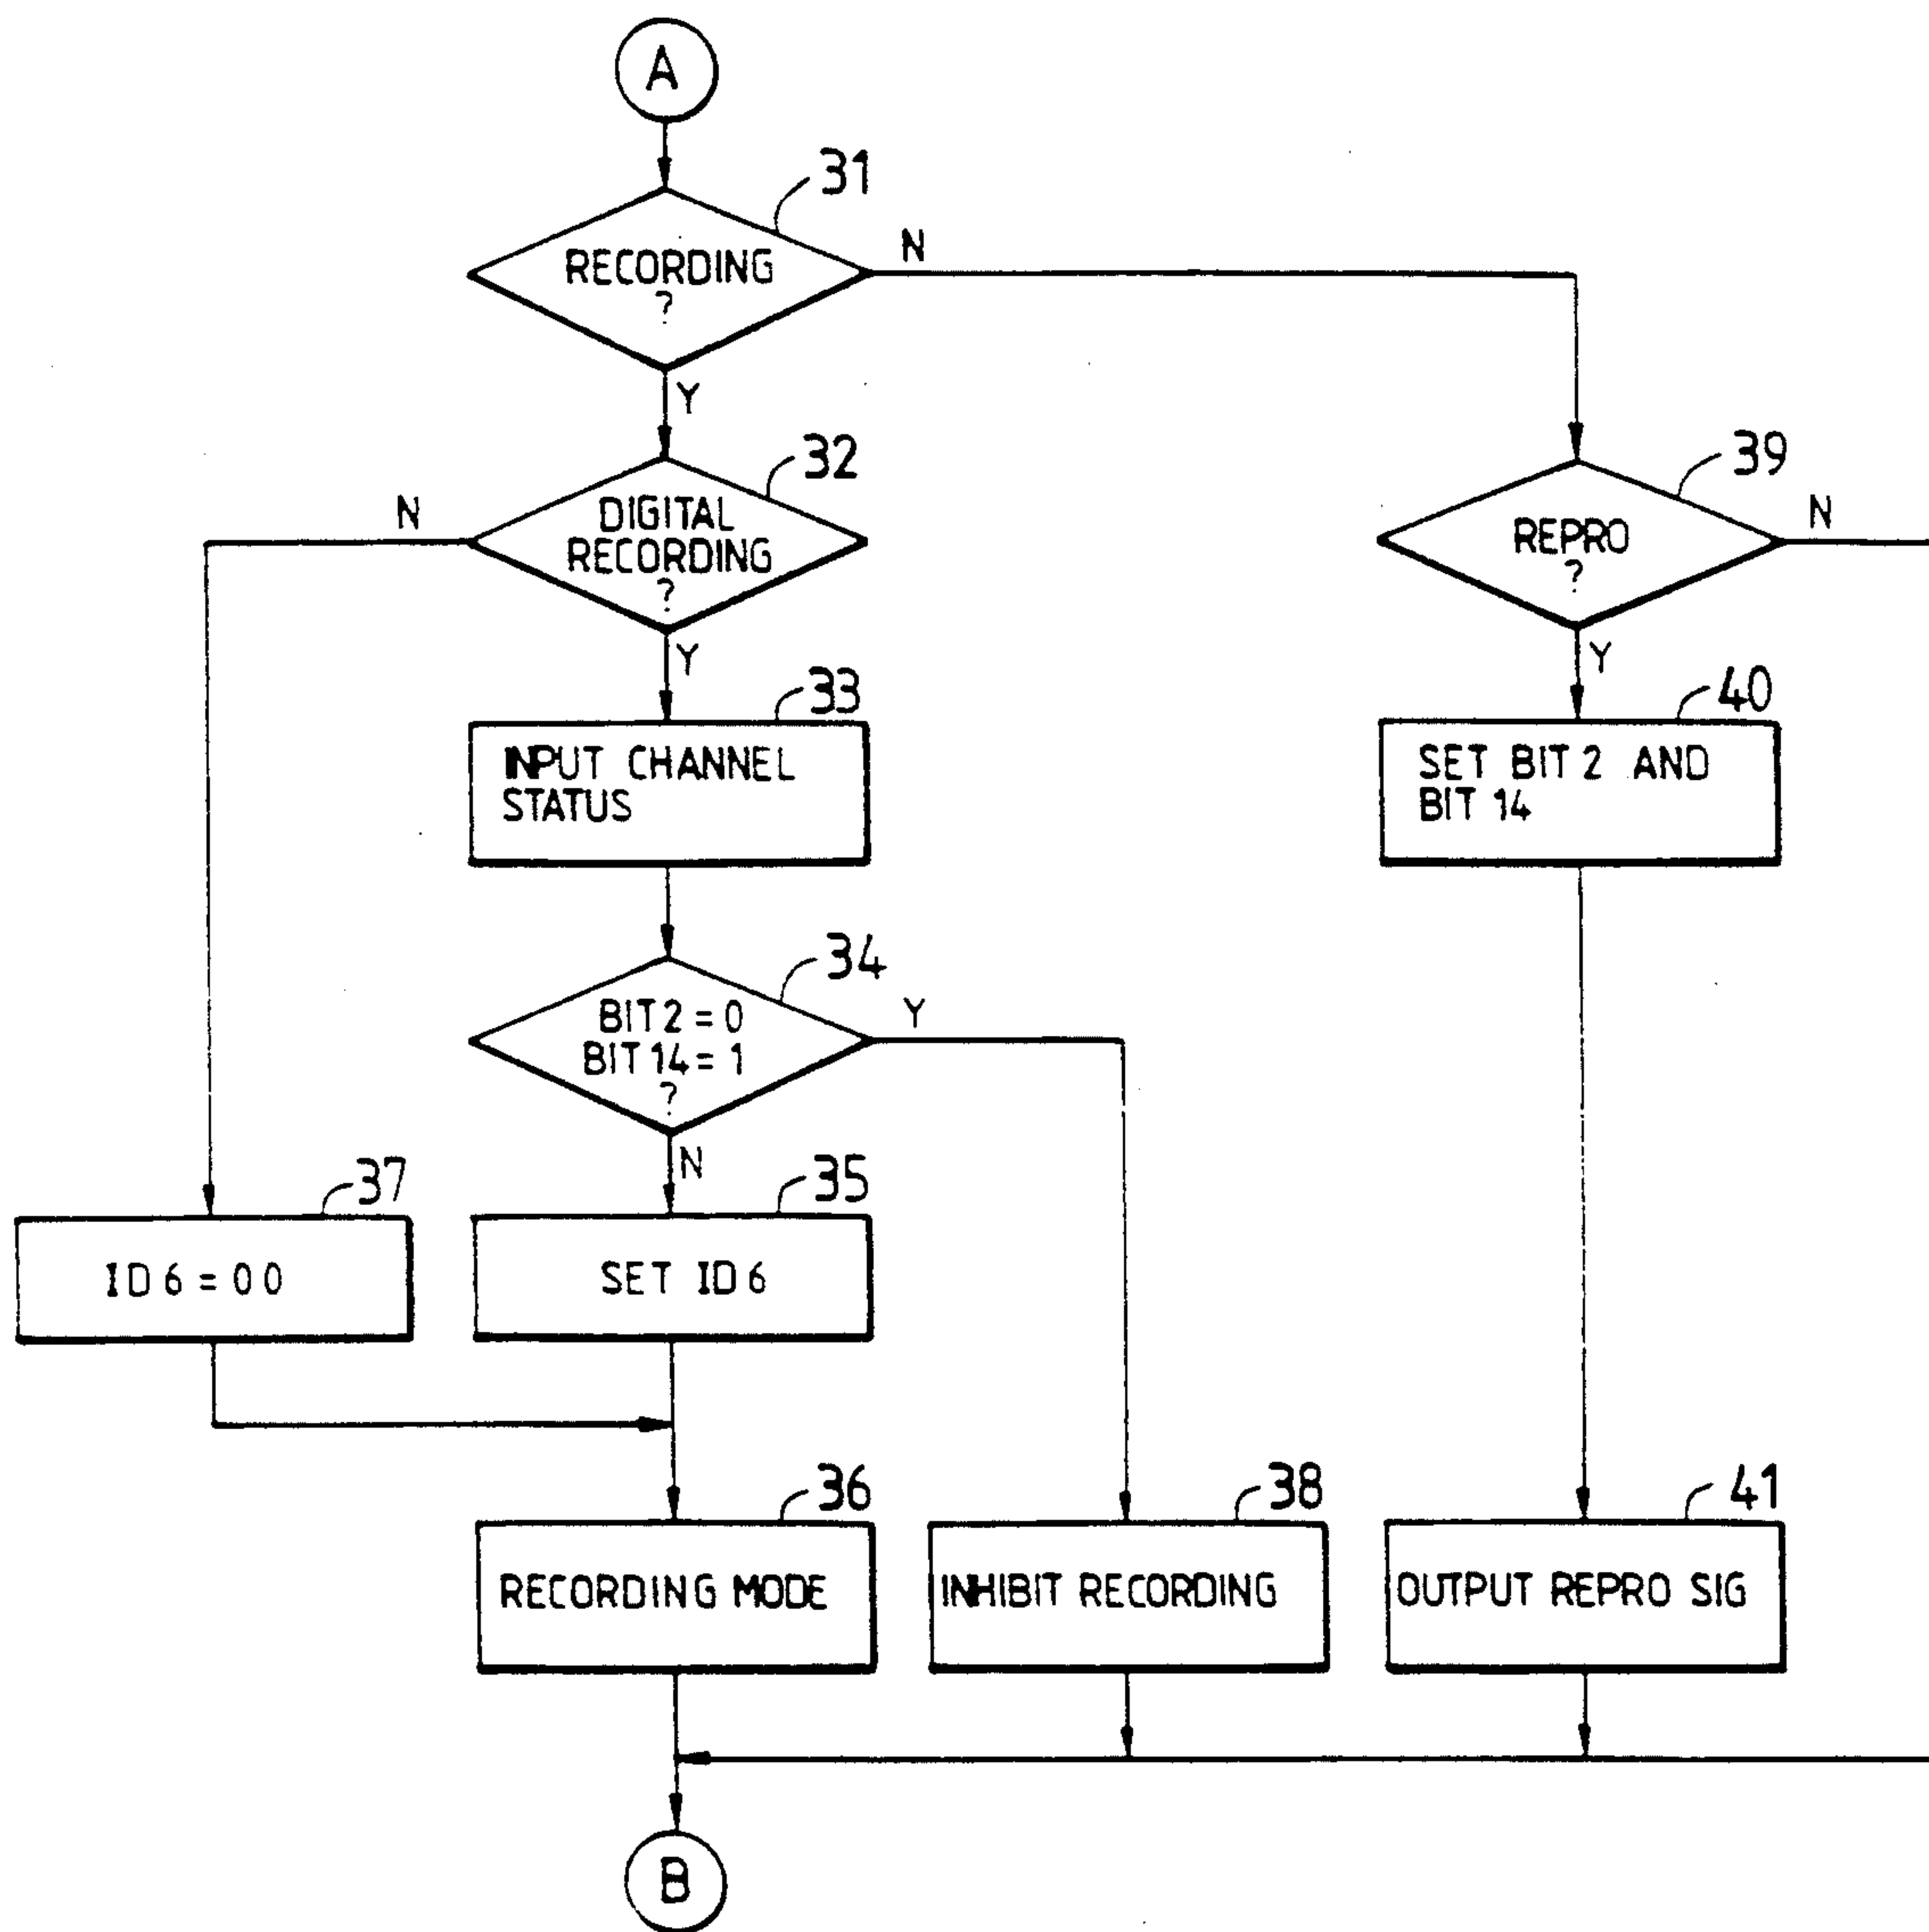 A
31
RECORDING
?
N
Y
32
DIGITAL
RECORDING
?
N
Y
39
REPRO
?
N
Y
33
INPUT CHANNEL
STATUS
40
SET BIT 2 AND
BIT 14
34
BIT 2 = 0
BIT 14 = 1
?
Y
N
37
ID 6 = 0 0
35
SET ID 6
36
RECORDING MODE
38
INHIBIT RECORDING
41
OUTPUT REPRO SIG
B